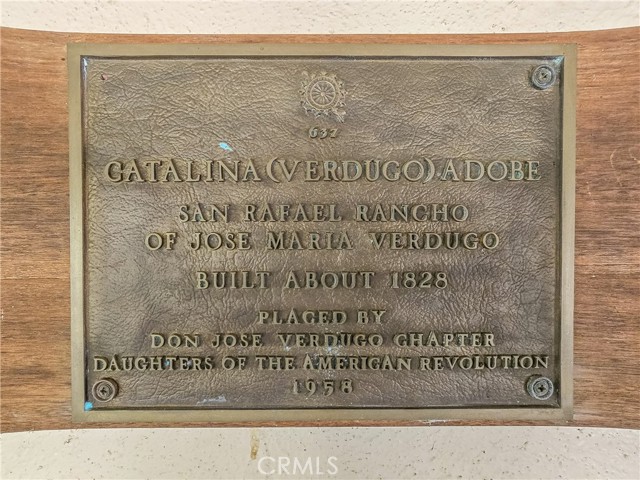 637
CATALINA (VERDUGO) ADOBE
SAN RAFAEL RANCHO
OF JOSE MARIA VERDUGO
BUILT ABOUT 1828
PLACED BY
DON JOSE VERDUGO CHAPTER
DAUGHTERS OF THE AMERICAN REVOLUTION
1958
CRMLS